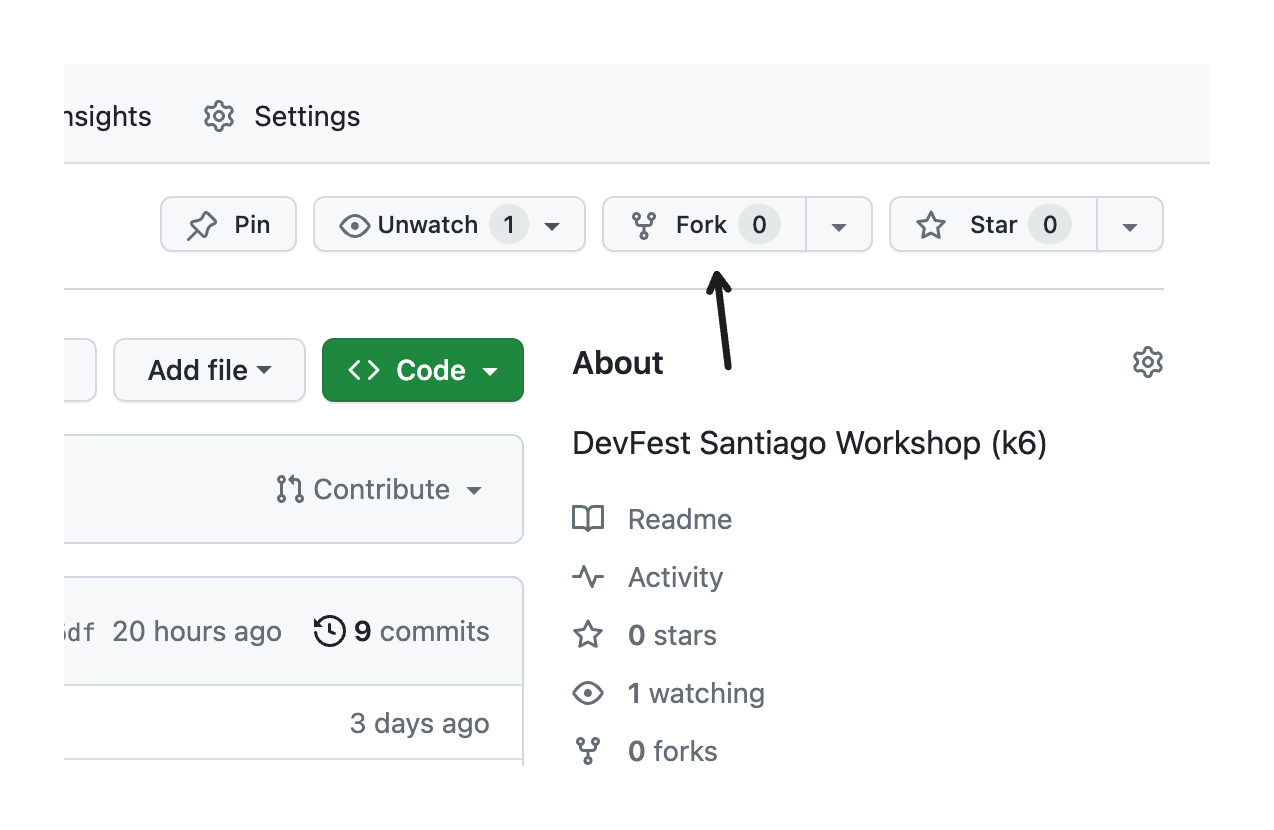 nsights Settings
Pin Unwatch 1 Fork 0 Star 0
Add file Code
About
DevFest Santiago Workshop (k6)
Contribute
Readme
Activity
6df 20 hours ago 9 commits
0 stars
1 watching
3 days ago
0 forks